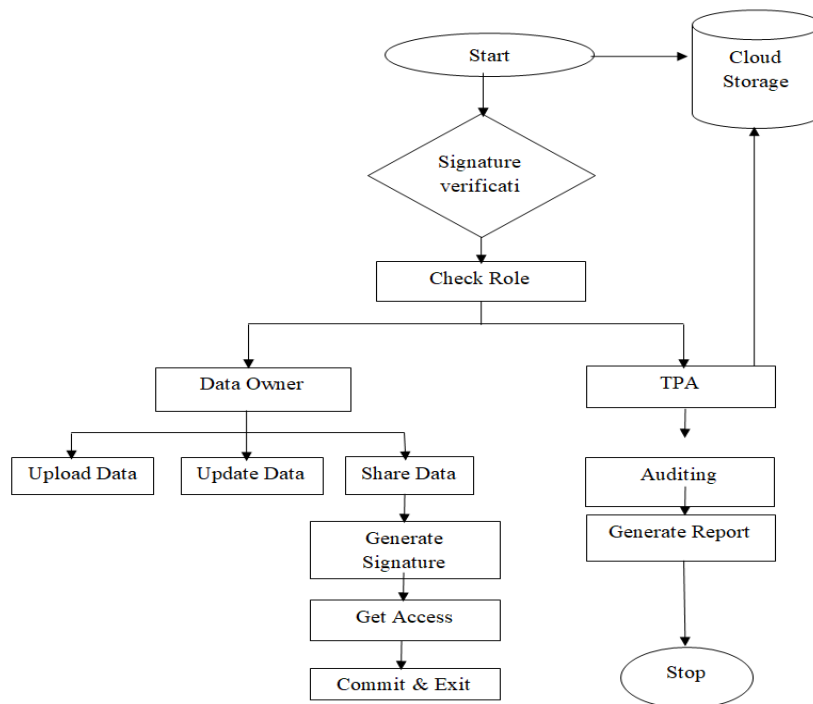 Start
Cloud
Storage
Signature
verificati
Check Role
Data Owner
TPA
Upload Data
Update Data
Share Data
Auditing
Generate
Signature
Generate Report
Get Access
Commit & Exit
Stop